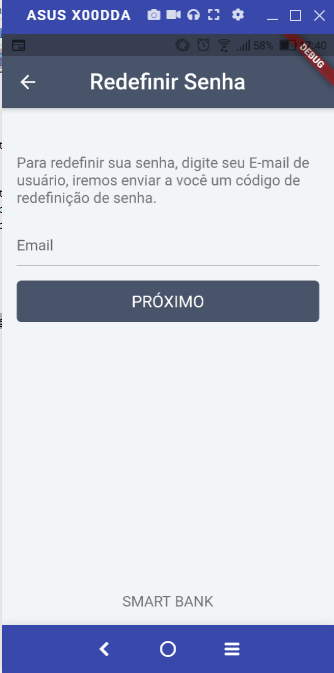 ASUS X00DDA
58%
DEBUG
Redefinir Senha
Para redefinir sua senha, digite seu E-mail de
usuário, iremos enviar a você um código de
redefinição de senha.
Email
PRÓXIMO
SMART BANK